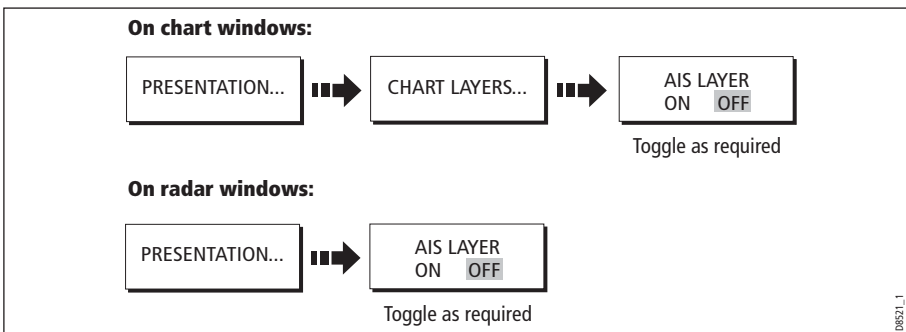 On chart windows:
PRESENTATION...
CHART LAYERS...
AIS LAYER
ON OFF
Toggle as required
On radar windows:
PRESENTATION...
AIS LAYER
ON OFF
Toggle as required
D8521_1